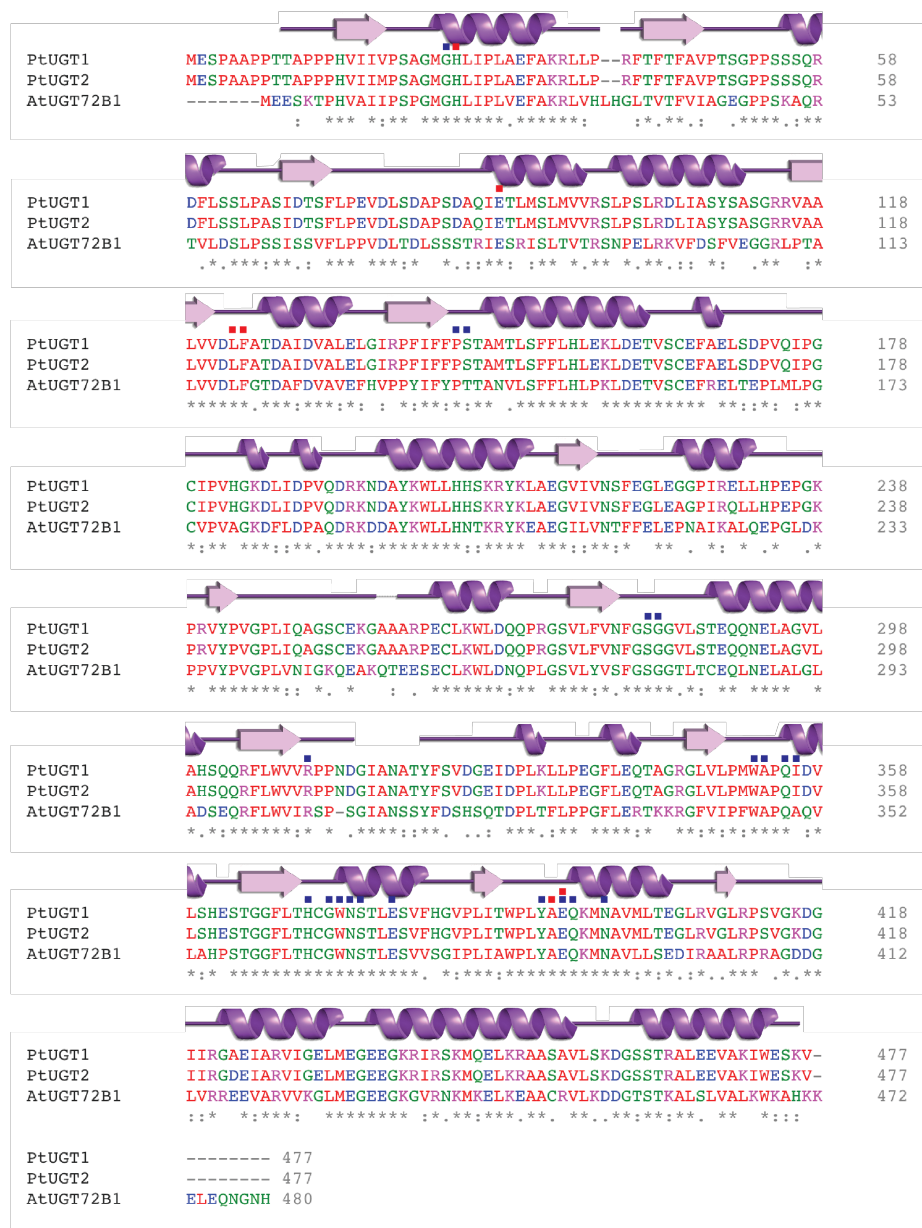 PtUGT1 MESPAAPPTTAPPPHVIIVPSAGMGHLIPLAEFAKRLLP--RFTFTFAVPTSGPPSSSQR 58
PtUGT2 MESPAAPPTTAPPPHVIIMPSAGMGHLIPLAEFAKRLLP--RFTFTFAVPTSGPPSSSQR 58
AtUGT72B1 -------MEESKTPHVAIIPSPGMGHLIPLVEFAKRLVHLHGLTVTFVIAGEGPPSKAQR 53
: *** *:** ********.******: :*.**.:. .****.:**
PtUGT1 DFLSSLPASIDTSFLPEVDLSDAPSDAQIETLMSLMVVRSLPSLRDLIASYSASGRRVAA 118
PtUGT2 DFLSSLPASIDTSFLPEVDLSDAPSDAQIETLMSLMVVRSLPSLRDLIASYSASGRRVAA 118
AtUGT72B1 TVLDSLPSSISSVFLPPVDLTDLSSSTRIESRISLTVTRSNPELRKVFDSFVEGGRLPTA 113
.*.***:**.: *** ***:* .*.::**: :** *.** *.**.:: *: .** :*
PtUGT1 LVVDLFATDAIDVALELGIRPFIFFPSTAMTLSFFLHLEKLDETVSCEFAELSDPVQIPG 178
PtUGT2 LVVDLFATDAIDVALELGIRPFIFFPSTAMTLSFFLHLEKLDETVSCEFAELSDPVQIPG 178
AtUGT72B1 LVVDLFGTDAFDVAVEFHVPPYIFYPTTANVLSFFLHLPKLDETVSCEFRELTEPLMLPG 173
******.***:***:*: : *:**:*:** .******* ********** **::*: :**
PtUGT1 CIPVHGKDLIDPVQDRKNDAYKWLLHHSKRYKLAEGVIVNSFEGLEGGPIRELLHPEPGK 238
PtUGT2 CIPVHGKDLIDPVQDRKNDAYKWLLHHSKRYKLAEGVIVNSFEGLEAGPIRQLLHPEPGK 238
AtUGT72B1 CVPVAGKDFLDPAQDRKDDAYKWLLHNTKRYKEAEGILVNTFFELEPNAIKALQEPGLDK 233
*:** ***::**.****:********::**** ***::**:* ** . *: * .* .*
PtUGT1 PRVYPVGPLIQAGSCEKGAAARPECLKWLDQQPRGSVLFVNFGSGGVLSTEQQNELAGVL 298
PtUGT2 PRVYPVGPLIQAGSCEKGAAARPECLKWLDQQPRGSVLFVNFGSGGVLSTEQQNELAGVL 298
AtUGT72B1 PPVYPVGPLVNIGKQEAKQTEESECLKWLDNQPLGSVLYVSFGSGGTLTCEQLNELALGL 293
* *******:: *. * : .*******:** ****:*.*****.*: ** **** *
PtUGT1 AHSQQRFLWVVRPPNDGIANATYFSVDGEIDPLKLLPEGFLEQTAGRGLVLPMWAPQIDV 358
PtUGT2 AHSQQRFLWVVRPPNDGIANATYFSVDGEIDPLKLLPEGFLEQTAGRGLVLPMWAPQIDV 358
AtUGT72B1 ADSEQRFLWVIRSP-SGIANSSYFDSHSQTDPLTFLPPGFLERTKKRGFVIPFWAPQAQV 352
*.*:******:*.* .****::**. ..: ***.:** ****:* **:*:*:**** :*
PtUGT1 LSHESTGGFLTHCGWNSTLESVFHGVPLITWPLYAEQKMNAVMLTEGLRVGLRPSVGKDG 418
PtUGT2 LSHESTGGFLTHCGWNSTLESVFHGVPLITWPLYAEQKMNAVMLTEGLRVGLRPSVGKDG 418
AtUGT72B1 LAHPSTGGFLTHCGWNSTLESVVSGIPLIAWPLYAEQKMNAVLLSEDIRAALRPRAGDDG 412
*:* ******************. *:***:************:*:*.:*..*** .*.**
PtUGT1 IIRGAEIARVIGELMEGEEGKRIRSKMQELKRAASAVLSKDGSSTRALEEVAKIWESKV- 477
PtUGT2 IIRGDEIARVIGELMEGEEGKRIRSKMQELKRAASAVLSKDGSSTRALEEVAKIWESKV- 477
AtUGT72B1 LVRREEVARVVKGLMEGEEGKGVRNKMKELKEAACRVLKDDGTSTKALSLVALKWKAHKK 472
::* *:***: ******** :*.**:***.**. **..**:**:**. ** *:::
PtUGT1 -------- 477
PtUGT2 -------- 477
AtUGT72B1 ELEQNGNH 480